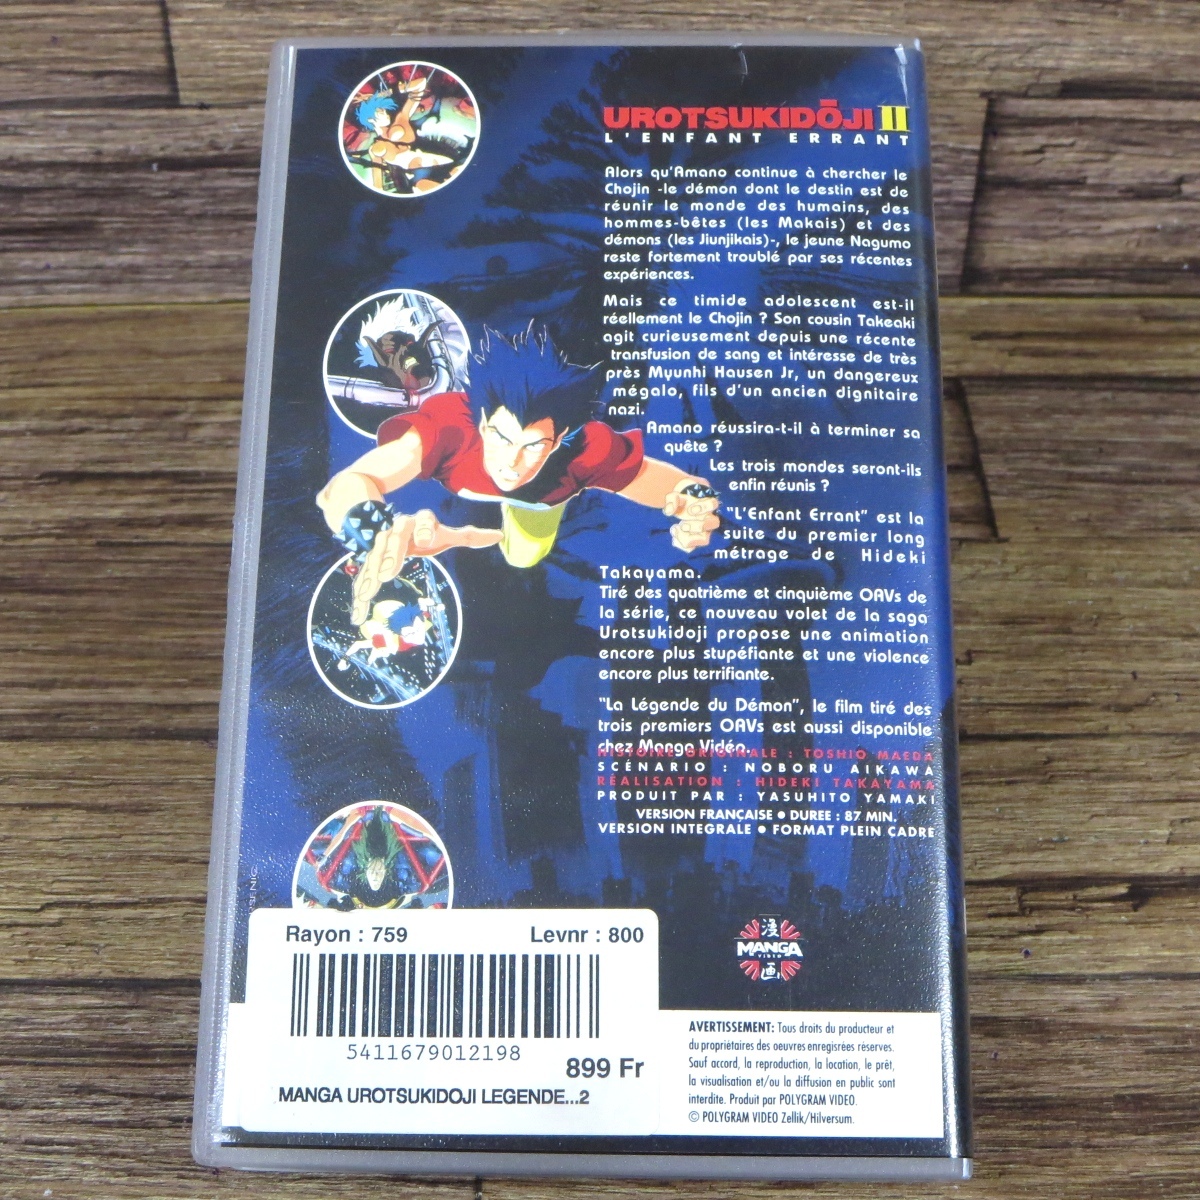 UROTSUKIDŌJI II
L'ENFANT ERRANT
Alors qu'Amano continue à chercher le
Chojin -le démon dont le destin est de
réunir le monde des humains, des
hommes-bêtes (les Makais) et des
démons (les Jiunjikais)-, le jeune Nagumo
reste fortement troublé par ses récentes
expériences.
Mais ce timide adolescent est-il
réellement le Chojin ? Son cousin Takeaki
agit curieusement depuis une récente
transfusion de sang et intéresse de très
près Myunhi Hausen Jr, un dangereux
mégalo, fils d'un ancien dignitaire
nazi.
Amano réussira-t-il à terminer sa
quête ?
Les trois mondes seront-ils
enfin réunis ?
"L'Enfant Errant" est la
suite du premier long
métrage de Hideki
Takayama.
Tiré des quatrième et cinquième OAVs de
la série, ce nouveau volet de la saga
Urotsukidoji propose une animation
encore plus stupéfiante et une violence
encore plus terrifiante.
"La Légende du Démon", le film tiré des
trois premiers OAVs est aussi disponible
chez Manga Vidéo.
HISTOIRE ORIGINALE : TOSHIO MAEDA
SCÉNARIO : NOBORU AIKAWA
RÉALISATION : HIDEKI TAKAYAMA
PRODUIT PAR : YASUHITO YAMAKI
VERSION FRANÇAISE ● DUREE : 87 MIN.
VERSION INTEGRALE ● FORMAT PLEIN CADRE
漫
MANGA
VIDEO
画
Rayon : 759 Levnr : 800
5411679012198
899 Fr
MANGA UROTSUKIDOJI LEGENDE...2
AVERTISSEMENT: Tous droits du producteur et
du propriétaires des oeuvres enregisrées réserves.
Sauf accord, la reproduction, la location, le prêt,
la visualisation et/ou la diffusion en public sont
interdite. Produit par POLYGRAM VIDEO.
© POLYGRAM VIDEO Zellik/Hilversum.